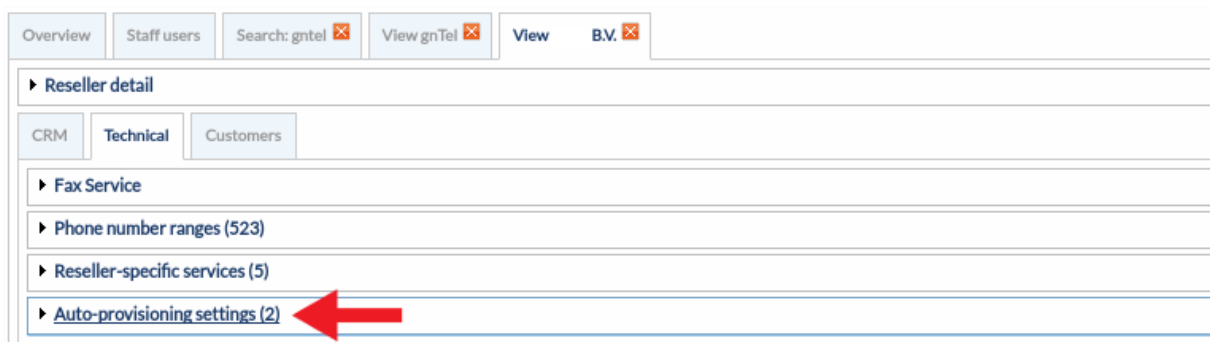 Overview Staff users Search: gntel View gnTel View B.V.
Reseller detail
CRM Technical Customers
Fax Service
Phone number ranges (523)
Reseller-specific services (5)
Auto-provisioning settings (2)